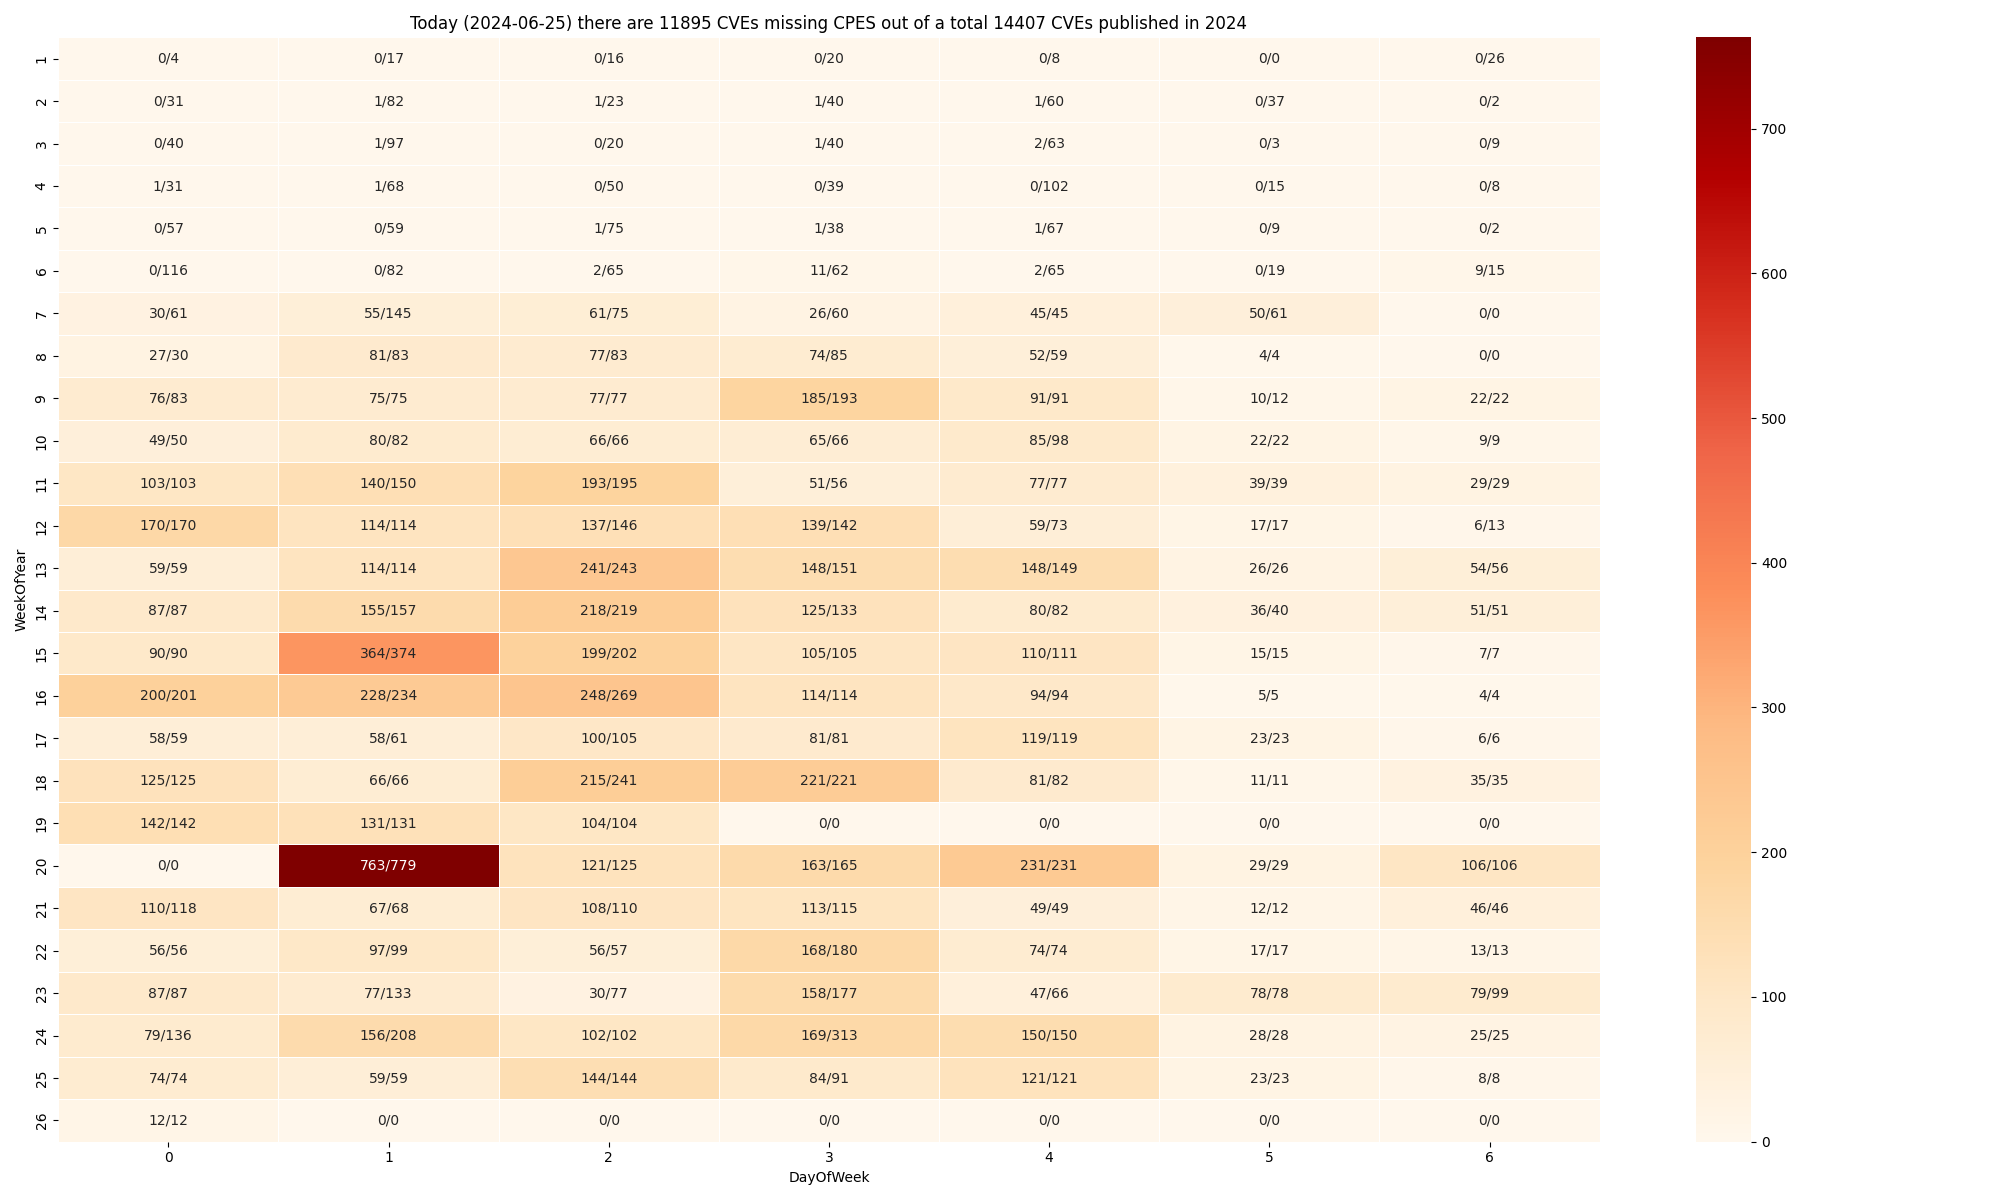 Today (2024-06-25) there are 11895 CVEs missing CPES out of a total 14407 CVEs published in 2024
WeekOfYear
1 0/4 0/17 0/16 0/20 0/8 0/0 0/26
2 0/31 1/82 1/23 1/40 1/60 0/37 0/2
3 0/40 1/97 0/20 1/40 2/63 0/3 0/9
4 1/31 1/68 0/50 0/39 0/102 0/15 0/8
5 0/57 0/59 1/75 1/38 1/67 0/9 0/2
6 0/116 0/82 2/65 11/62 2/65 0/19 9/15
7 30/61 55/145 61/75 26/60 45/45 50/61 0/0
8 27/30 81/83 77/83 74/85 52/59 4/4 0/0
9 76/83 75/75 77/77 185/193 91/91 10/12 22/22
10 49/50 80/82 66/66 65/66 85/98 22/22 9/9
11 103/103 140/150 193/195 51/56 77/77 39/39 29/29
12 170/170 114/114 137/146 139/142 59/73 17/17 6/13
13 59/59 114/114 241/243 148/151 148/149 26/26 54/56
14 87/87 155/157 218/219 125/133 80/82 36/40 51/51
15 90/90 364/374 199/202 105/105 110/111 15/15 7/7
16 200/201 228/234 248/269 114/114 94/94 5/5 4/4
17 58/59 58/61 100/105 81/81 119/119 23/23 6/6
18 125/125 66/66 215/241 221/221 81/82 11/11 35/35
19 142/142 131/131 104/104 0/0 0/0 0/0 0/0
20 0/0 763/779 121/125 163/165 231/231 29/29 106/106
21 110/118 67/68 108/110 113/115 49/49 12/12 46/46
22 56/56 97/99 56/57 168/180 74/74 17/17 13/13
23 87/87 77/133 30/77 158/177 47/66 78/78 79/99
24 79/136 156/208 102/102 169/313 150/150 28/28 25/25
25 74/74 59/59 144/144 84/91 121/121 23/23 8/8
26 12/12 0/0 0/0 0/0 0/0 0/0 0/0
0 1 2 3 4 5 6
DayOfWeek
700
600
500
400
300
200
100
0